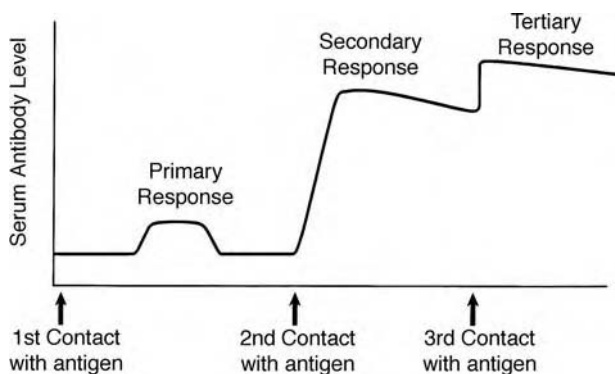 Tertiary
Response
Secondary
Response
Primary
Response
Serum Antibody Level
1st Contact
with antigen
2nd Contact
with antigen
3rd Contact
with antigen